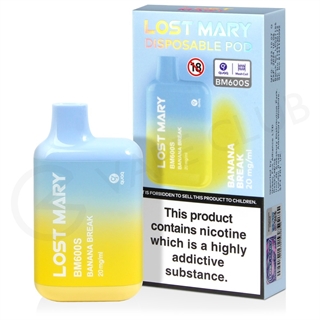 LOST MARY
DISPOSABLE POD
18
BM600S
LOST MARY
BM600S
BANANA BREAK
20mg/ml
BANANA
BREAK
20 mg/ml
IT IS FORBIDDEN TO SELL THIS PRODUCT TO CHILDREN.
This product
contains nicotine
which is a highly
addictive
substance.
LOST MARY
BM600S
BANANA BREAK
20mg/ml